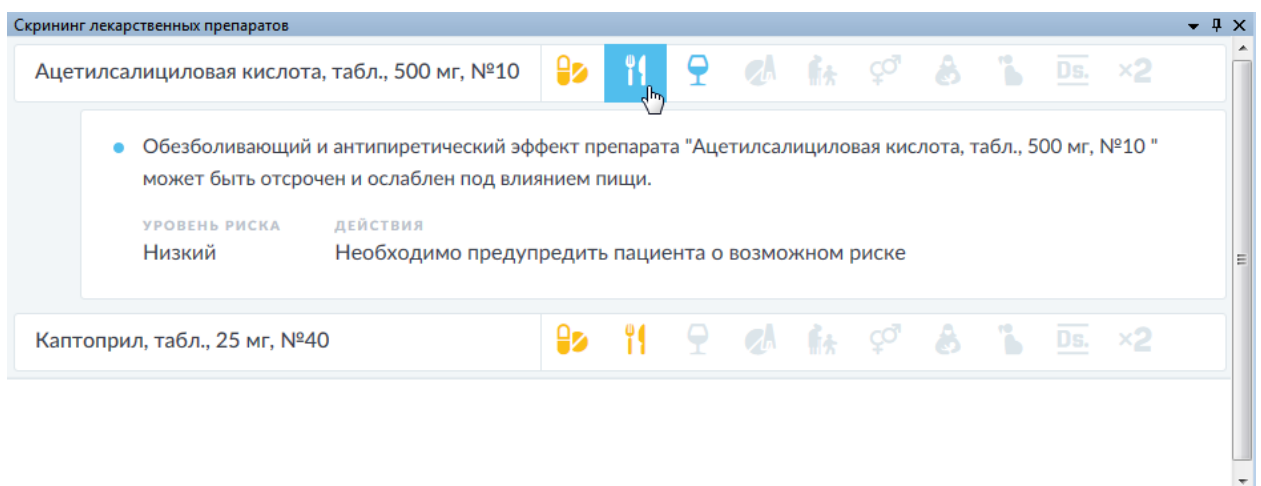 Скрининг лекарственных препаратов
Ацетилсалициловая кислота, табл., 500 мг, №10
Ds. ×2
Обезболивающий и антипиретический эффект препарата "Ацетилсалициловая кислота, табл., 500 мг, №10 "
может быть отсрочен и ослаблен под влиянием пищи.
УРОВЕНЬ РИСКА ДЕЙСТВИЯ
Низкий Необходимо предупредить пациента о возможном риске
Каптоприл, табл., 25 мг, №40
Ds. ×2